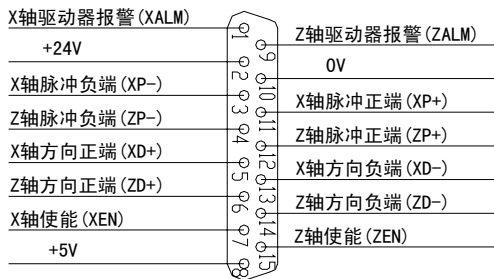 X轴驱动器报警(XALM)
+24V
X轴脉冲负端(XP-)
Z轴脉冲负端(ZP-)
X轴方向正端(XD+)
Z轴方向正端(ZD+)
X轴使能(XEN)
+5V
1
2
3
4
5
6
7
8
9
10
11
12
13
14
15
Z轴驱动器报警(ZALM)
0V
X轴脉冲正端(XP+)
Z轴脉冲正端(ZP+)
X轴方向负端(XD-)
Z轴方向负端(ZD-)
Z轴使能(ZEN)